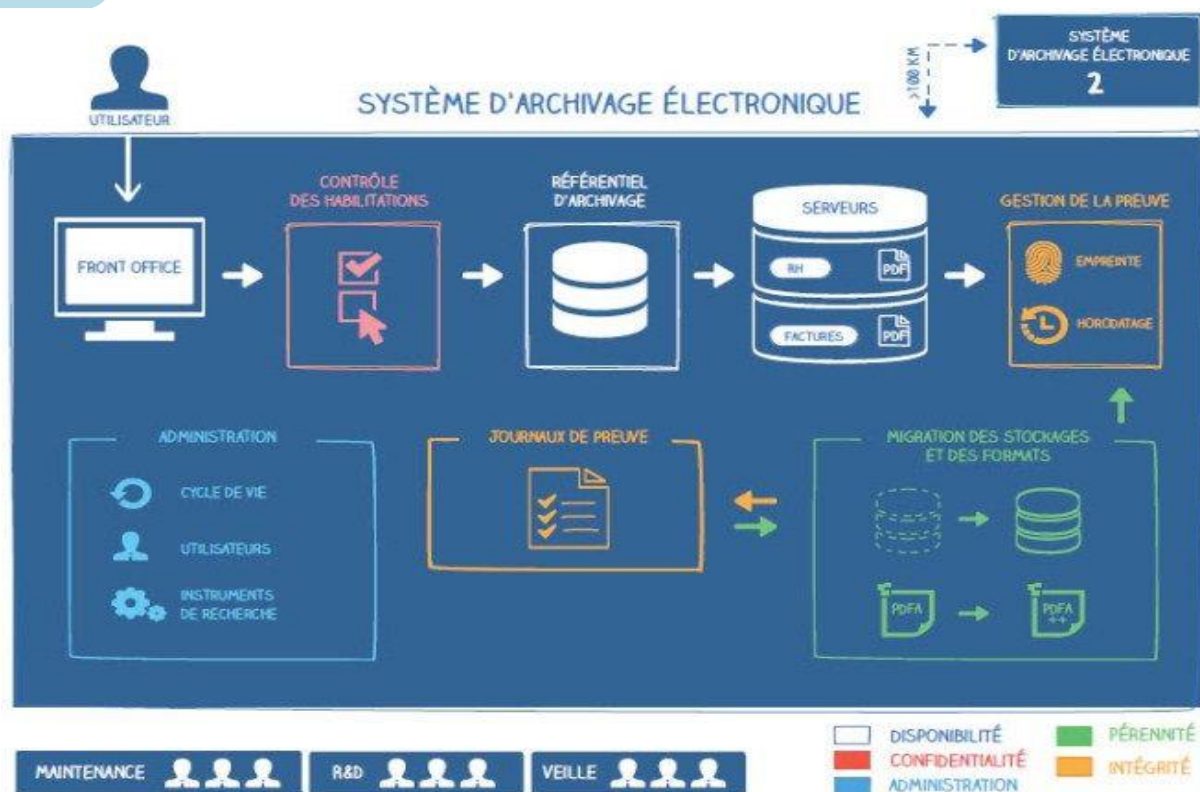 SYSTÈME
D'ARCHIVAGE ÉLECTRONIQUE
2
>100 KM
UTILISATEUR
SYSTÈME D'ARCHIVAGE ÉLECTRONIQUE
FRONT OFFICE
CONTRÔLE
DES HABILITATIONS
RÉFÉRENTIEL
D'ARCHIVAGE
SERVEURS
RH
PDF
FACTURES
PDF
GESTION DE LA PREUVE
EMPREINTE
HORODATAGE
ADMINISTRATION
CYCLE DE VIE
UTILISATEURS
INSTRUMENTS
DE RECHERCHE
JOURNAUX DE PREUVE
MIGRATION DES STOCKAGES
ET DES FORMATS
PDFA
PDFA
++
MAINTENANCE
R&D
VEILLE
DISPONIBILITÉ
CONFIDENTIALITÉ
ADMINISTRATION
PÉRENNITÉ
INTÉGRITÉ